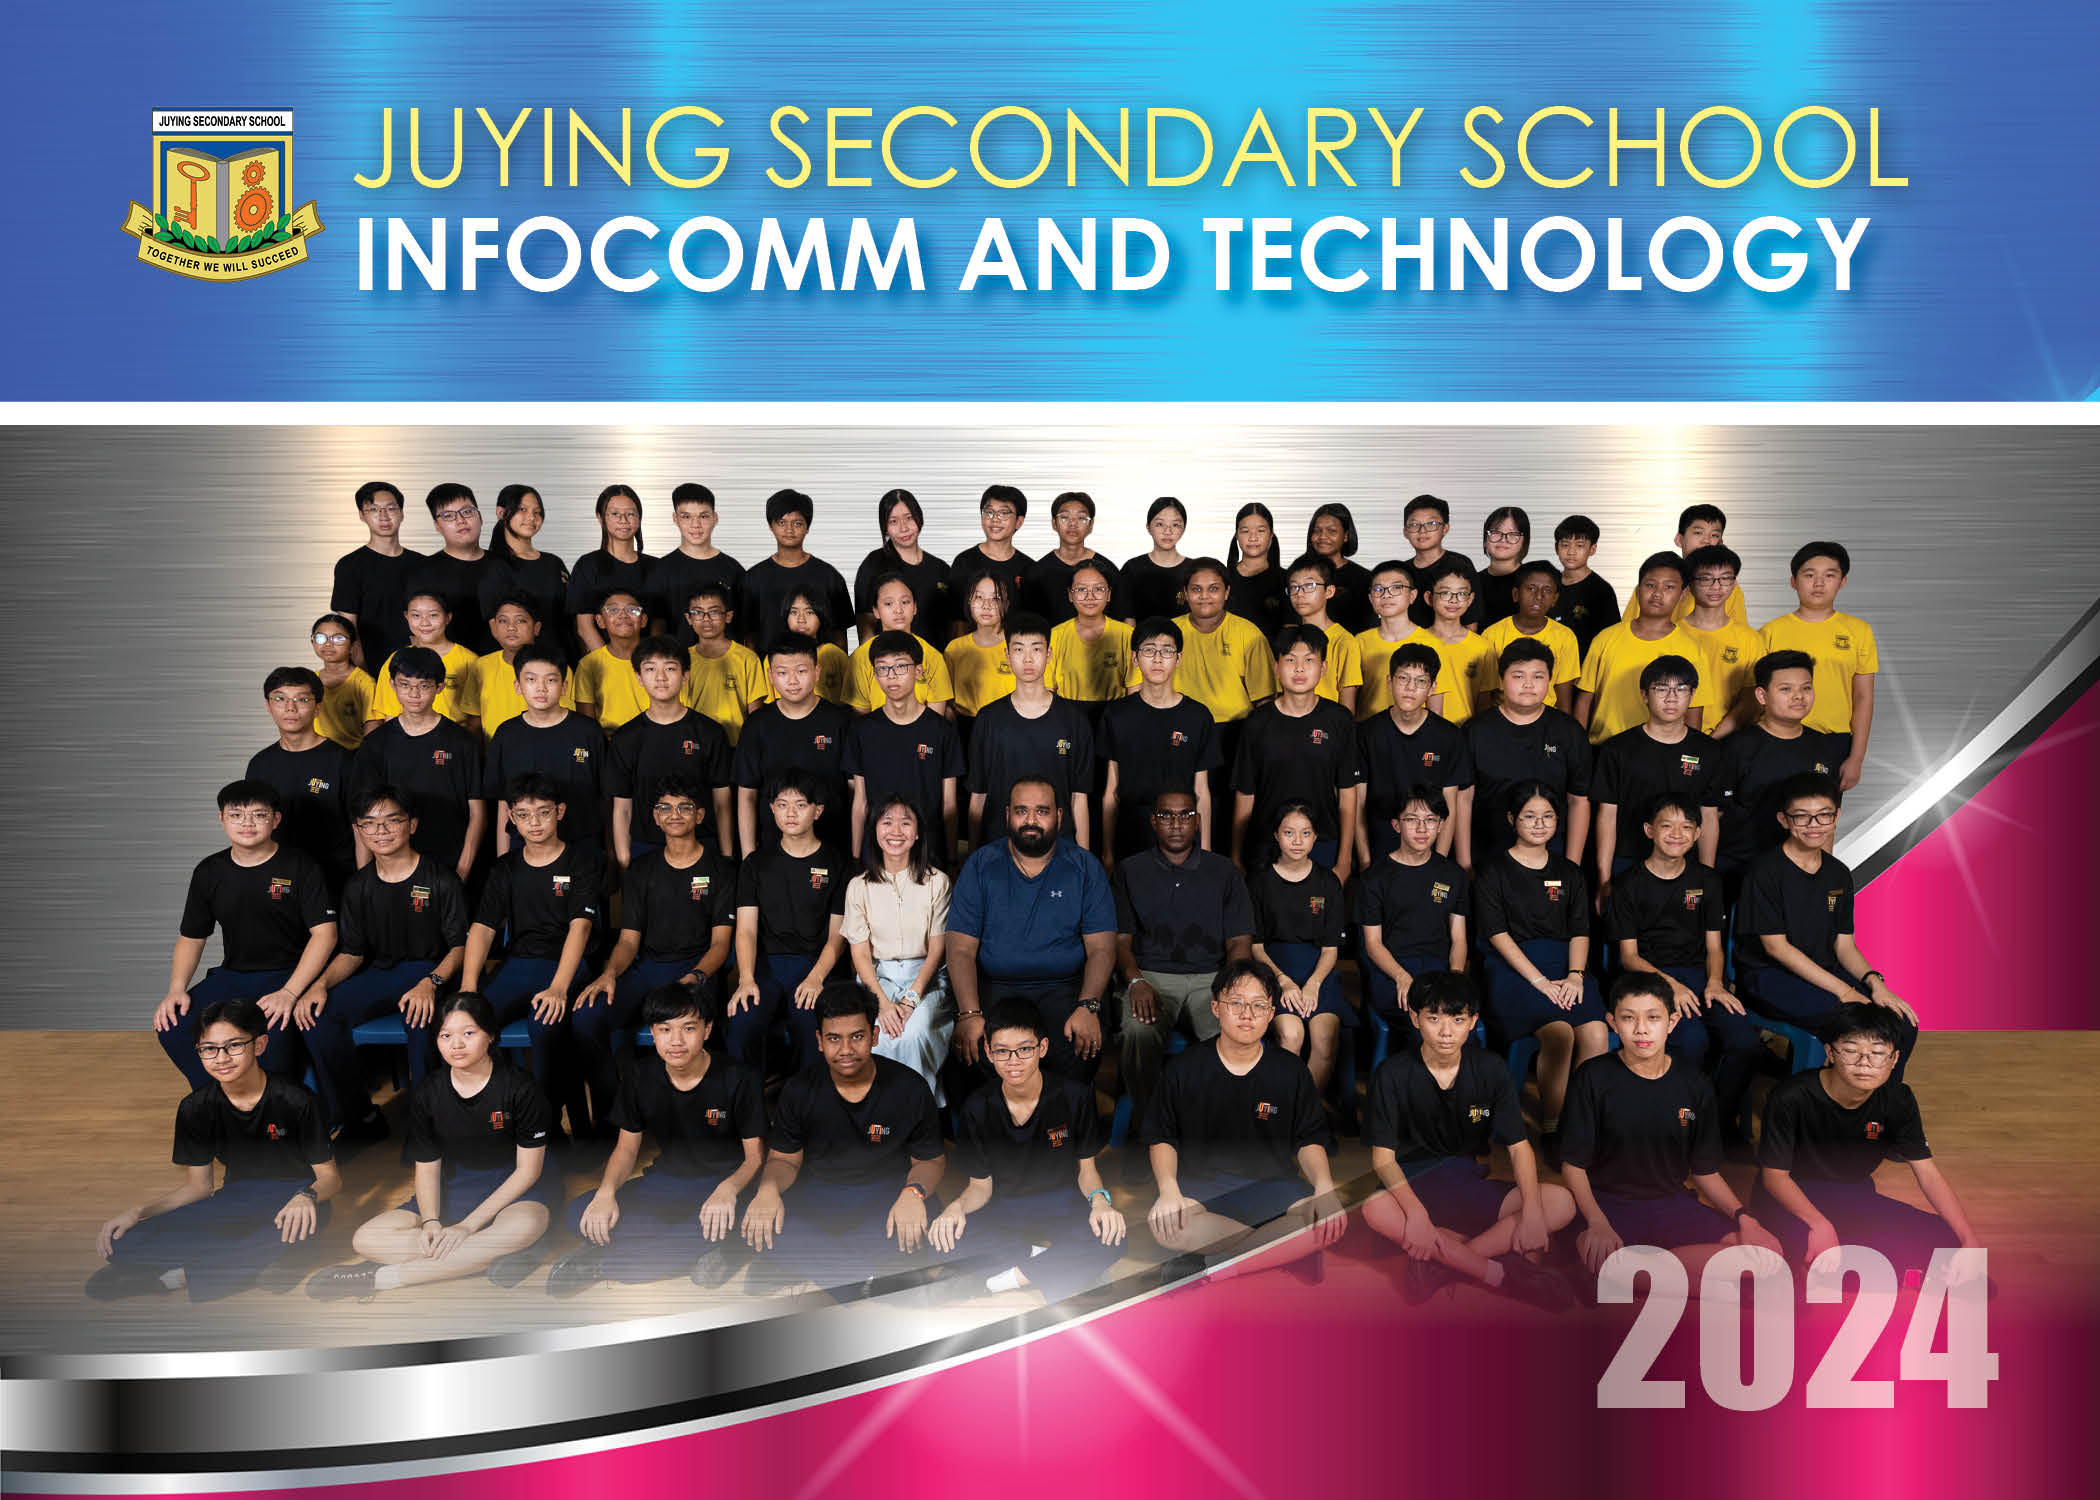 JUYING SECONDARY SCHOOL
TOGETHER WE WILL SUCCEED
JUYING SECONDARY SCHOOL
INFOCOMM AND TECHNOLOGY
2024